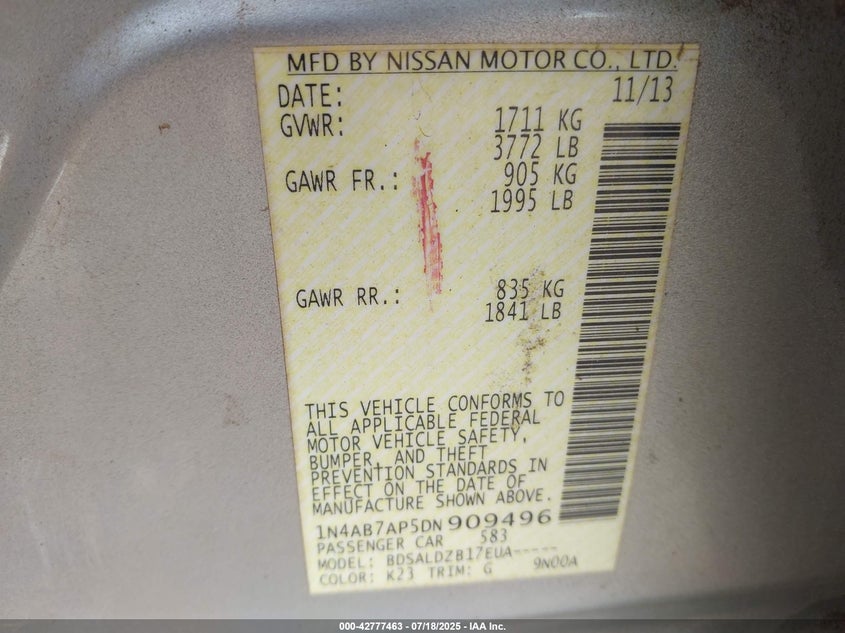 MFD BY NISSAN MOTOR CO., LTD.
DATE: 11/13
GVWR: 1711 KG
3772 LB
GAWR FR.: 905 KG
1995 LB
GAWR RR.: 835 KG
1841 LB
THIS VEHICLE CONFORMS TO
ALL APPLICABLE FEDERAL
MOTOR VEHICLE SAFETY,
BUMPER, AND THEFT
PREVENTION STANDARDS IN
EFFECT ON THE DATE OF
MANUFACTURE SHOWN ABOVE.
1N4AB7AP5DN909496
PASSENGER CAR 583
MODEL: BDSALDZB17EUA-----
COLOR: K23 TRIM: G 9N00A
000-42777463 - 07/18/2025 - IAA Inc.